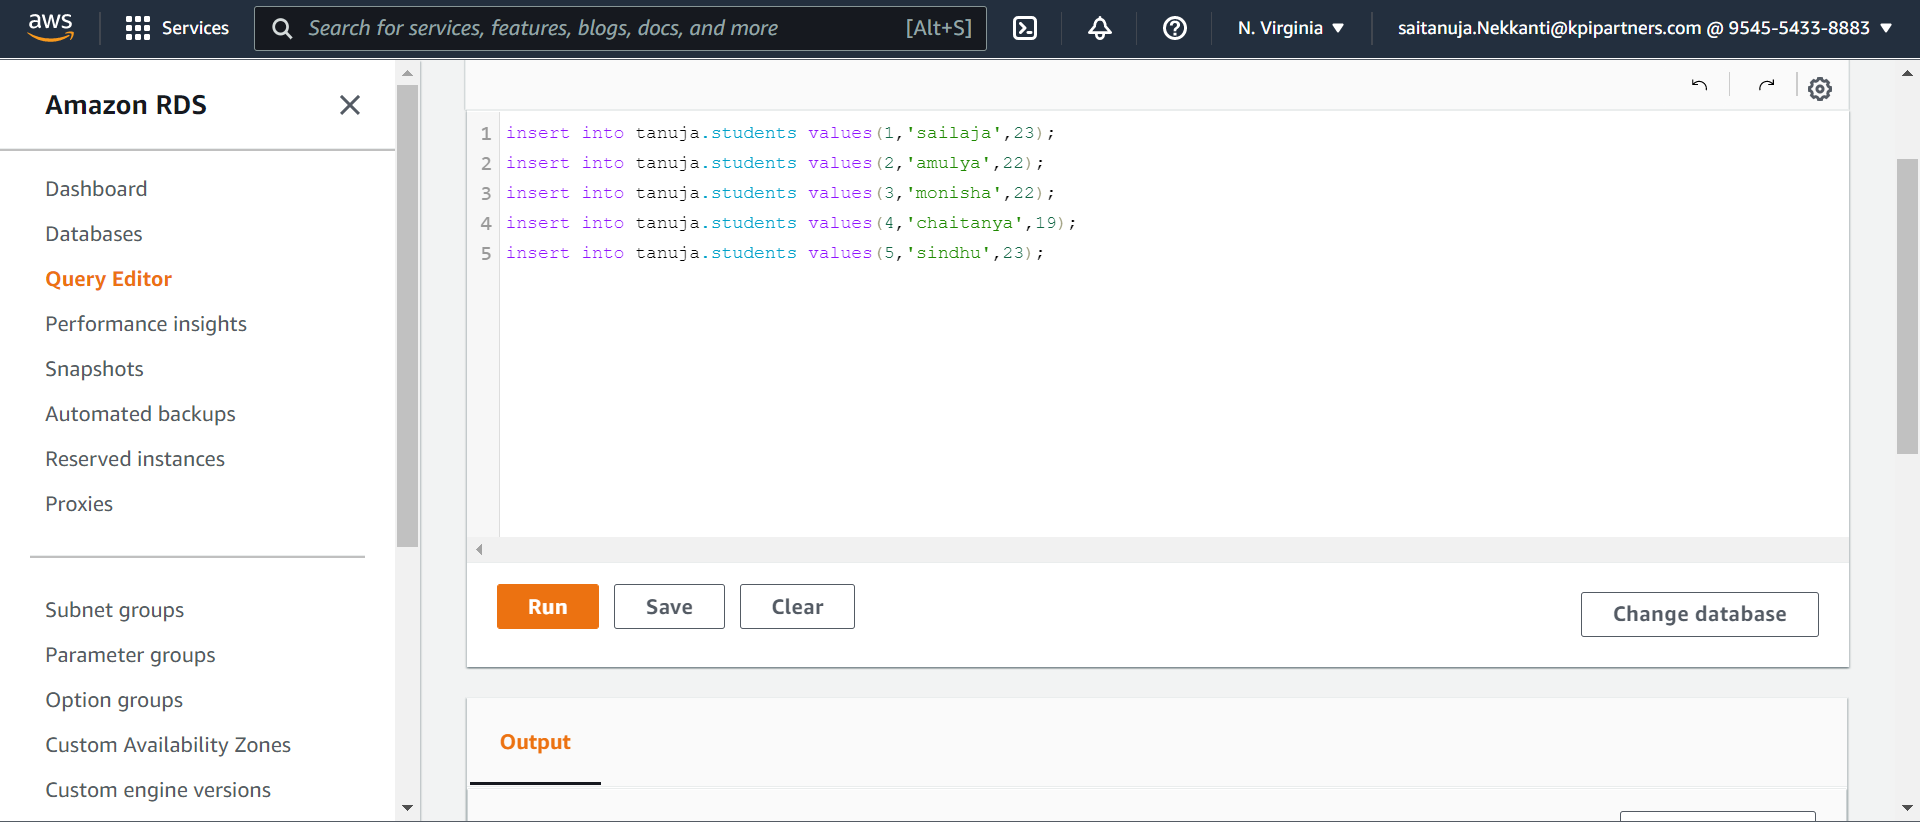 aws Services Search for services, features, blogs, docs, and more [Alt+S] N. Virginia saitanuja.Nekkanti@kpipartners.com @ 9545-5433-8883
Amazon RDS
Dashboard
Databases
Query Editor
Performance insights
Snapshots
Automated backups
Reserved instances
Proxies
Subnet groups
Parameter groups
Option groups
Custom Availability Zones
Custom engine versions
1 insert into tanuja.students values(1,'sailaja',23);
2 insert into tanuja.students values(2,'amulya',22);
3 insert into tanuja.students values(3,'monisha',22);
4 insert into tanuja.students values(4,'chaitanya',19);
5 insert into tanuja.students values(5,'sindhu',23);
Run Save Clear Change database
Output